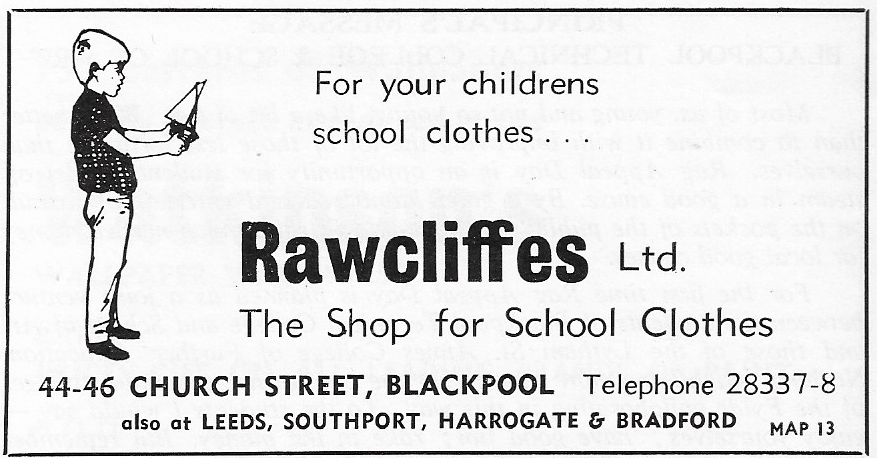 For your childrens
school clothes . . .
Rawcliffes Ltd.
The Shop for School Clothes
44-46 CHURCH STREET, BLACKPOOL Telephone 28337-8
also at LEEDS, SOUTHPORT, HARROGATE & BRADFORD MAP 13